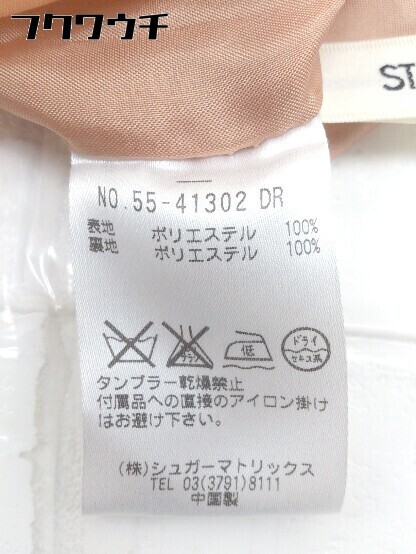 フクウウチ
ST
NO.55-41302 DR
表地 ポリエステル 100%
裏地 ポリエステル 100%
低
ドライ
セキユ系
タンブラー乾燥禁止
付属品への直接のアイロン掛け
はお避け下さい。
(株)シュガーマトリックス
TEL 03(3791)8111
中国製